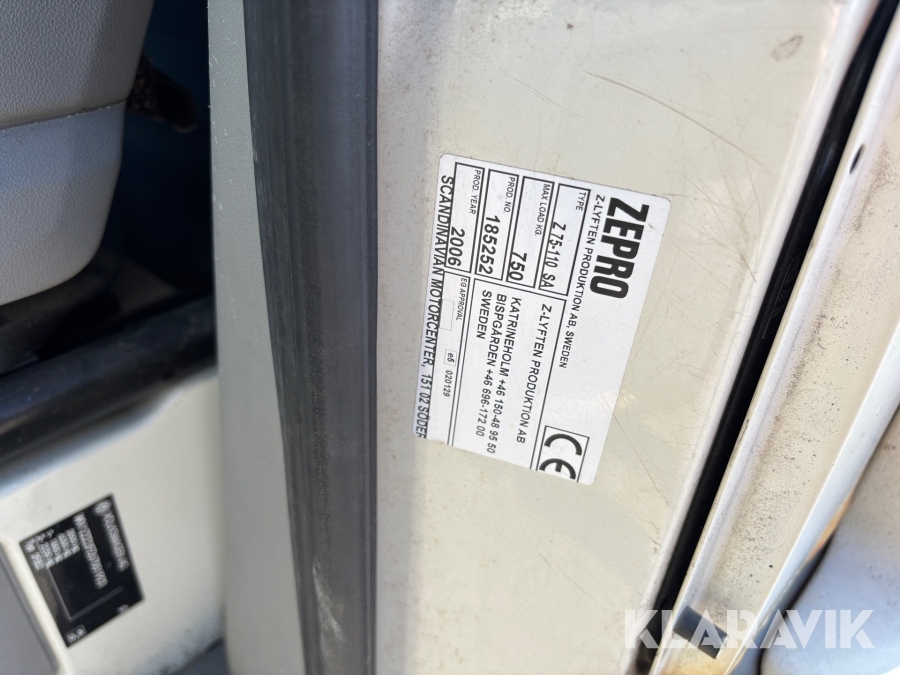 ZEPRO
Z-LYFTEN PRODUKTION AB, SWEDEN
TYPE
Z 75-110 SA
MAX LOAD KG.
750
PROD. NO.
185252
PROD. YEAR
2006
Z-LYFTEN PRODUKTION AB
KATRINEHOLM +46 150-48 95 50
BISPGÅRDEN +46 696-172 00
SWEDEN
CE
EG APPROVAL
e5 020129
SCANDINAVIAN MOTORCENTER, 151 02 SÖDER
KLARAVIK